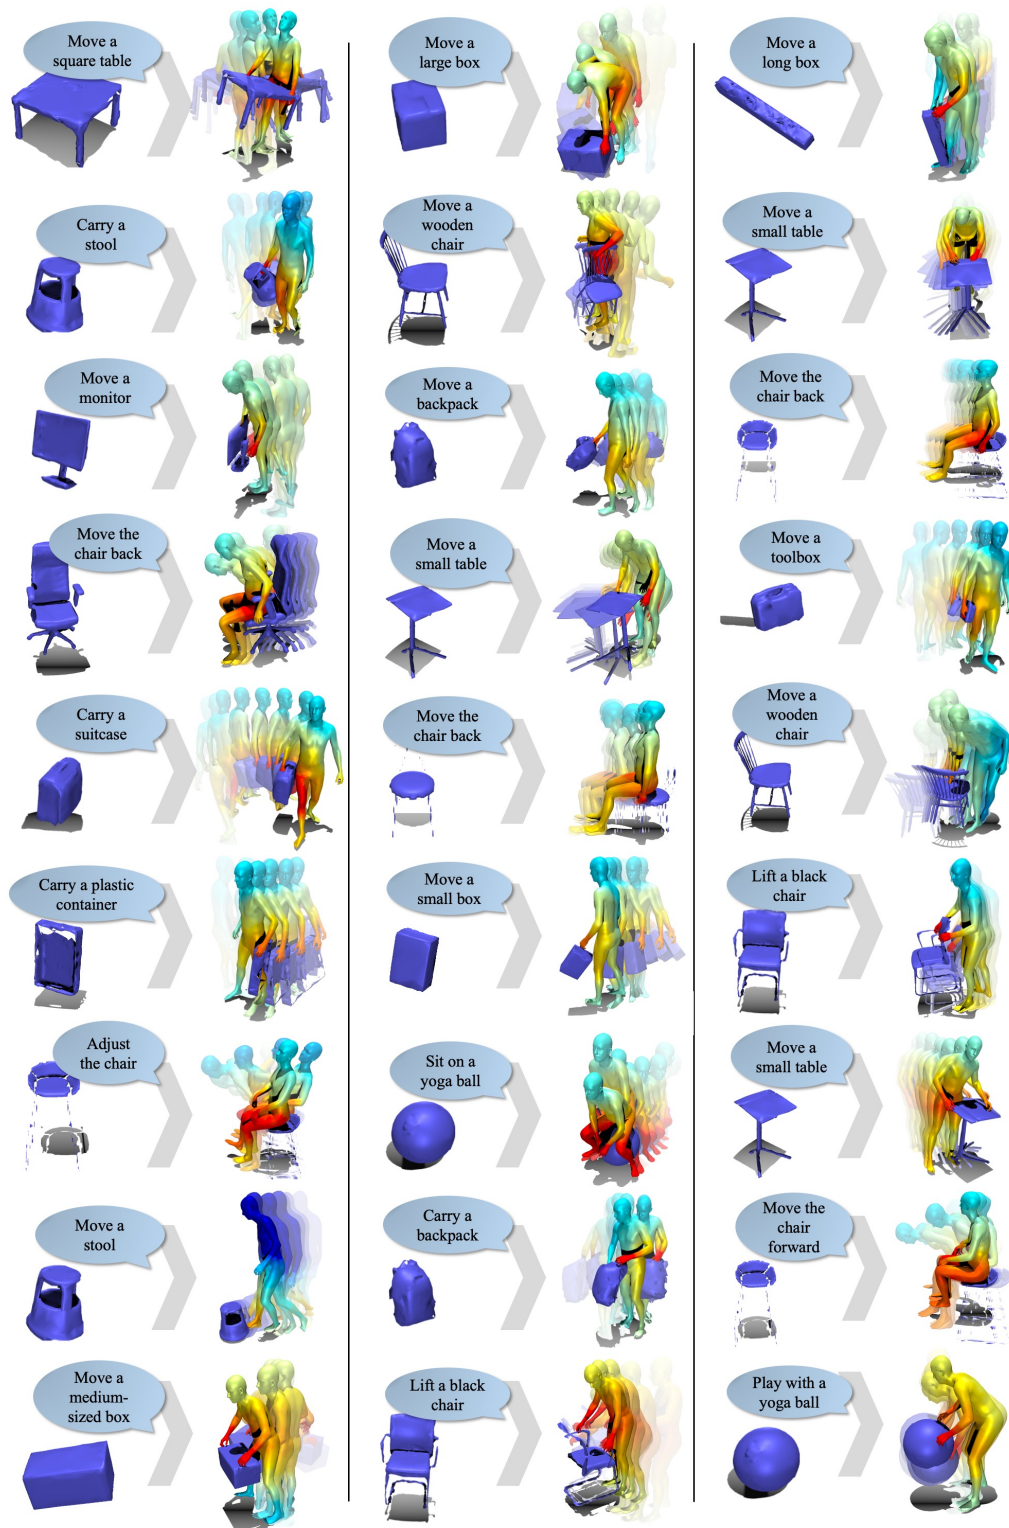 Move a
square table
Move a
large box
Move a
long box
Carry a
stool
Move a
wooden
chair
Move a
small table
Move a
monitor
Move a
backpack
Move the
chair back
Move the
chair back
Move a
small table
Move a
toolbox
Carry a
suitcase
Move the
chair back
Move a
wooden
chair
Carry a plastic
container
Move a
small box
Lift a black
chair
Adjust
the chair
Sit on a
yoga ball
Move a
small table
Move a
stool
Carry a
backpack
Move the
chair
forward
Move a
medium-
sized box
Lift a black
chair
Play with a
yoga ball